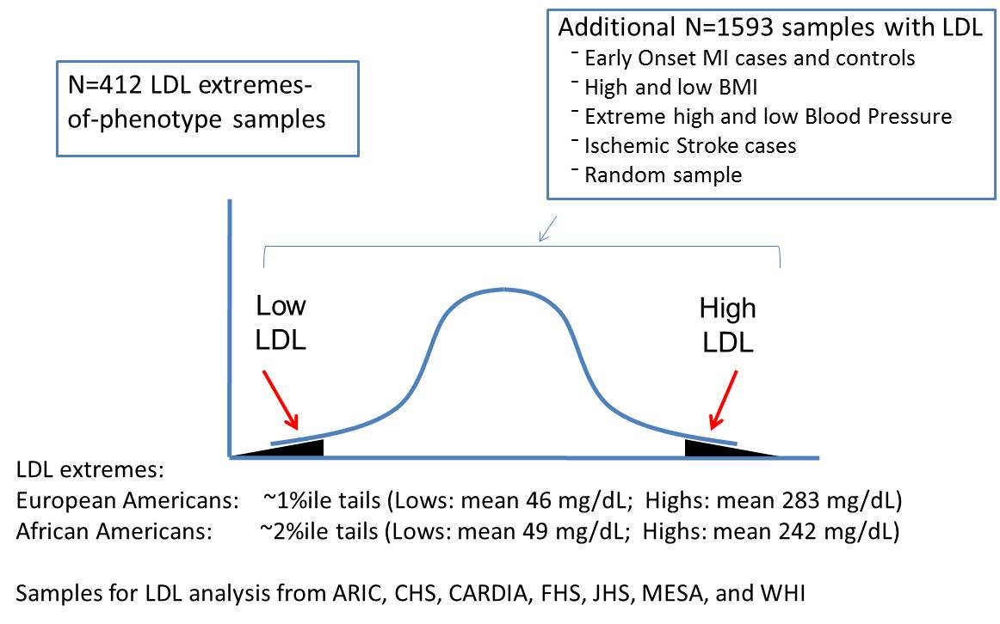 N=412 LDL extremes-
of-phenotype samples
Additional N=1593 samples with LDL
- Early Onset MI cases and controls
- High and low BMI
- Extreme high and low Blood Pressure
- Ischemic Stroke cases
- Random sample
Low
LDL
High
LDL
LDL extremes:
European Americans: ~1%ile tails (Lows: mean 46 mg/dL; Highs: mean 283 mg/dL)
African Americans: ~2%ile tails (Lows: mean 49 mg/dL; Highs: mean 242 mg/dL)
Samples for LDL analysis from ARIC, CHS, CARDIA, FHS, JHS, MESA, and WHI